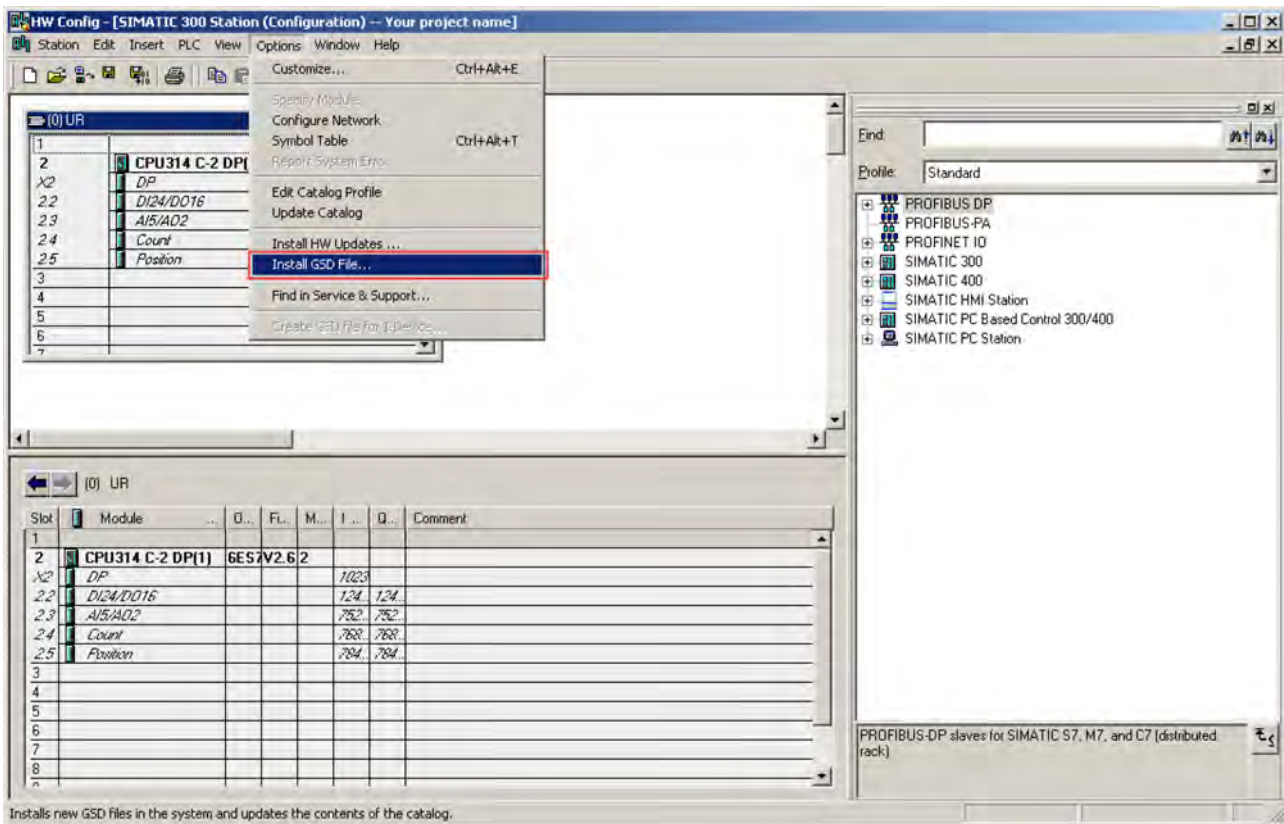 HW Config - [SIMATIC 300 Station (Configuration) -- Your project name]
Station Edit Insert PLC View Options Window Help
Customize... Ctrl+Alt+E
Specify Module...
Configure Network
Symbol Table Ctrl+Alt+T
Report System Error...
Edit Catalog Profile
Update Catalog
Install HW Updates ...
Install GSD File...
Find in Service & Support...
Create GSD file for I-Device...
(0) UR
1
2 CPU314 C-2 DP(
X2 DP
2.2 DI24/DO16
2.3 AI5/AO2
2.4 Count
2.5 Position
3
4
5
6
7
Find:
Profile: Standard
PROFIBUS DP
PROFIBUS-PA
PROFINET IO
SIMATIC 300
SIMATIC 400
SIMATIC HMI Station
SIMATIC PC Based Control 300/400
SIMATIC PC Station
(0) UR
Slot Module ... O... Fi... M... I ... Q... Comment
1
2 CPU314 C-2 DP(1) 6ES7 V2.6 2
X2 DP 1023
2.2 DI24/DO16 124... 124...
2.3 AI5/AO2 752... 752...
2.4 Count 768... 768...
2.5 Position 784... 784...
3
4
5
6
7
8
PROFIBUS-DP slaves for SIMATIC S7, M7, and C7 (distributed
rack)
Installs new GSD files in the system and updates the contents of the catalog.